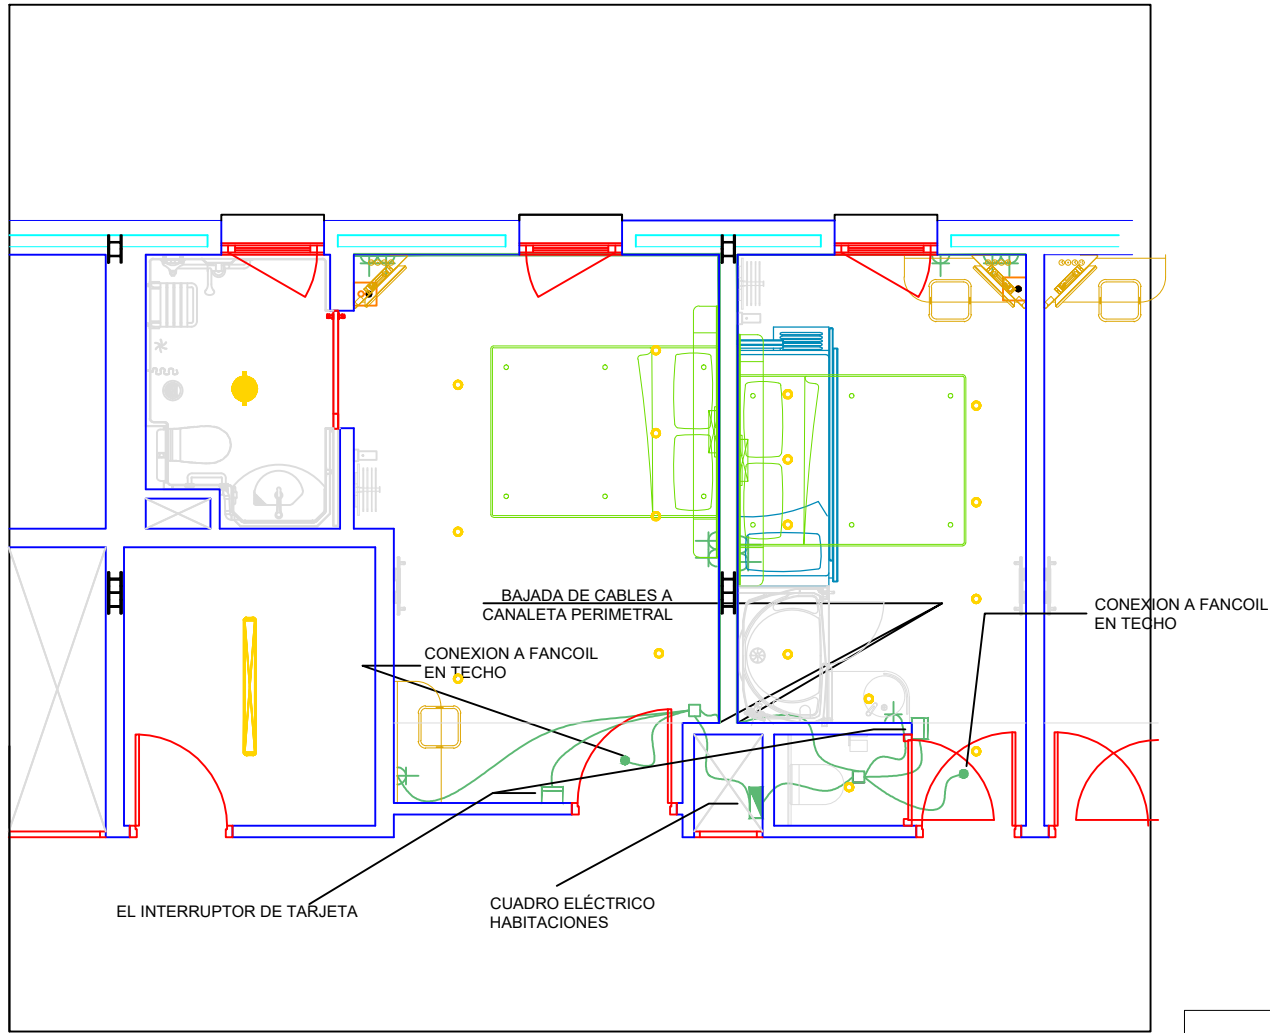 BAJADA DE CABLES A
CANALETA PERIMETRAL
CONEXION A FANCOIL
EN TECHO
CONEXION A FANCOIL
EN TECHO
EL INTERRUPTOR DE TARJETA
CUADRO ELÉCTRICO
HABITACIONES